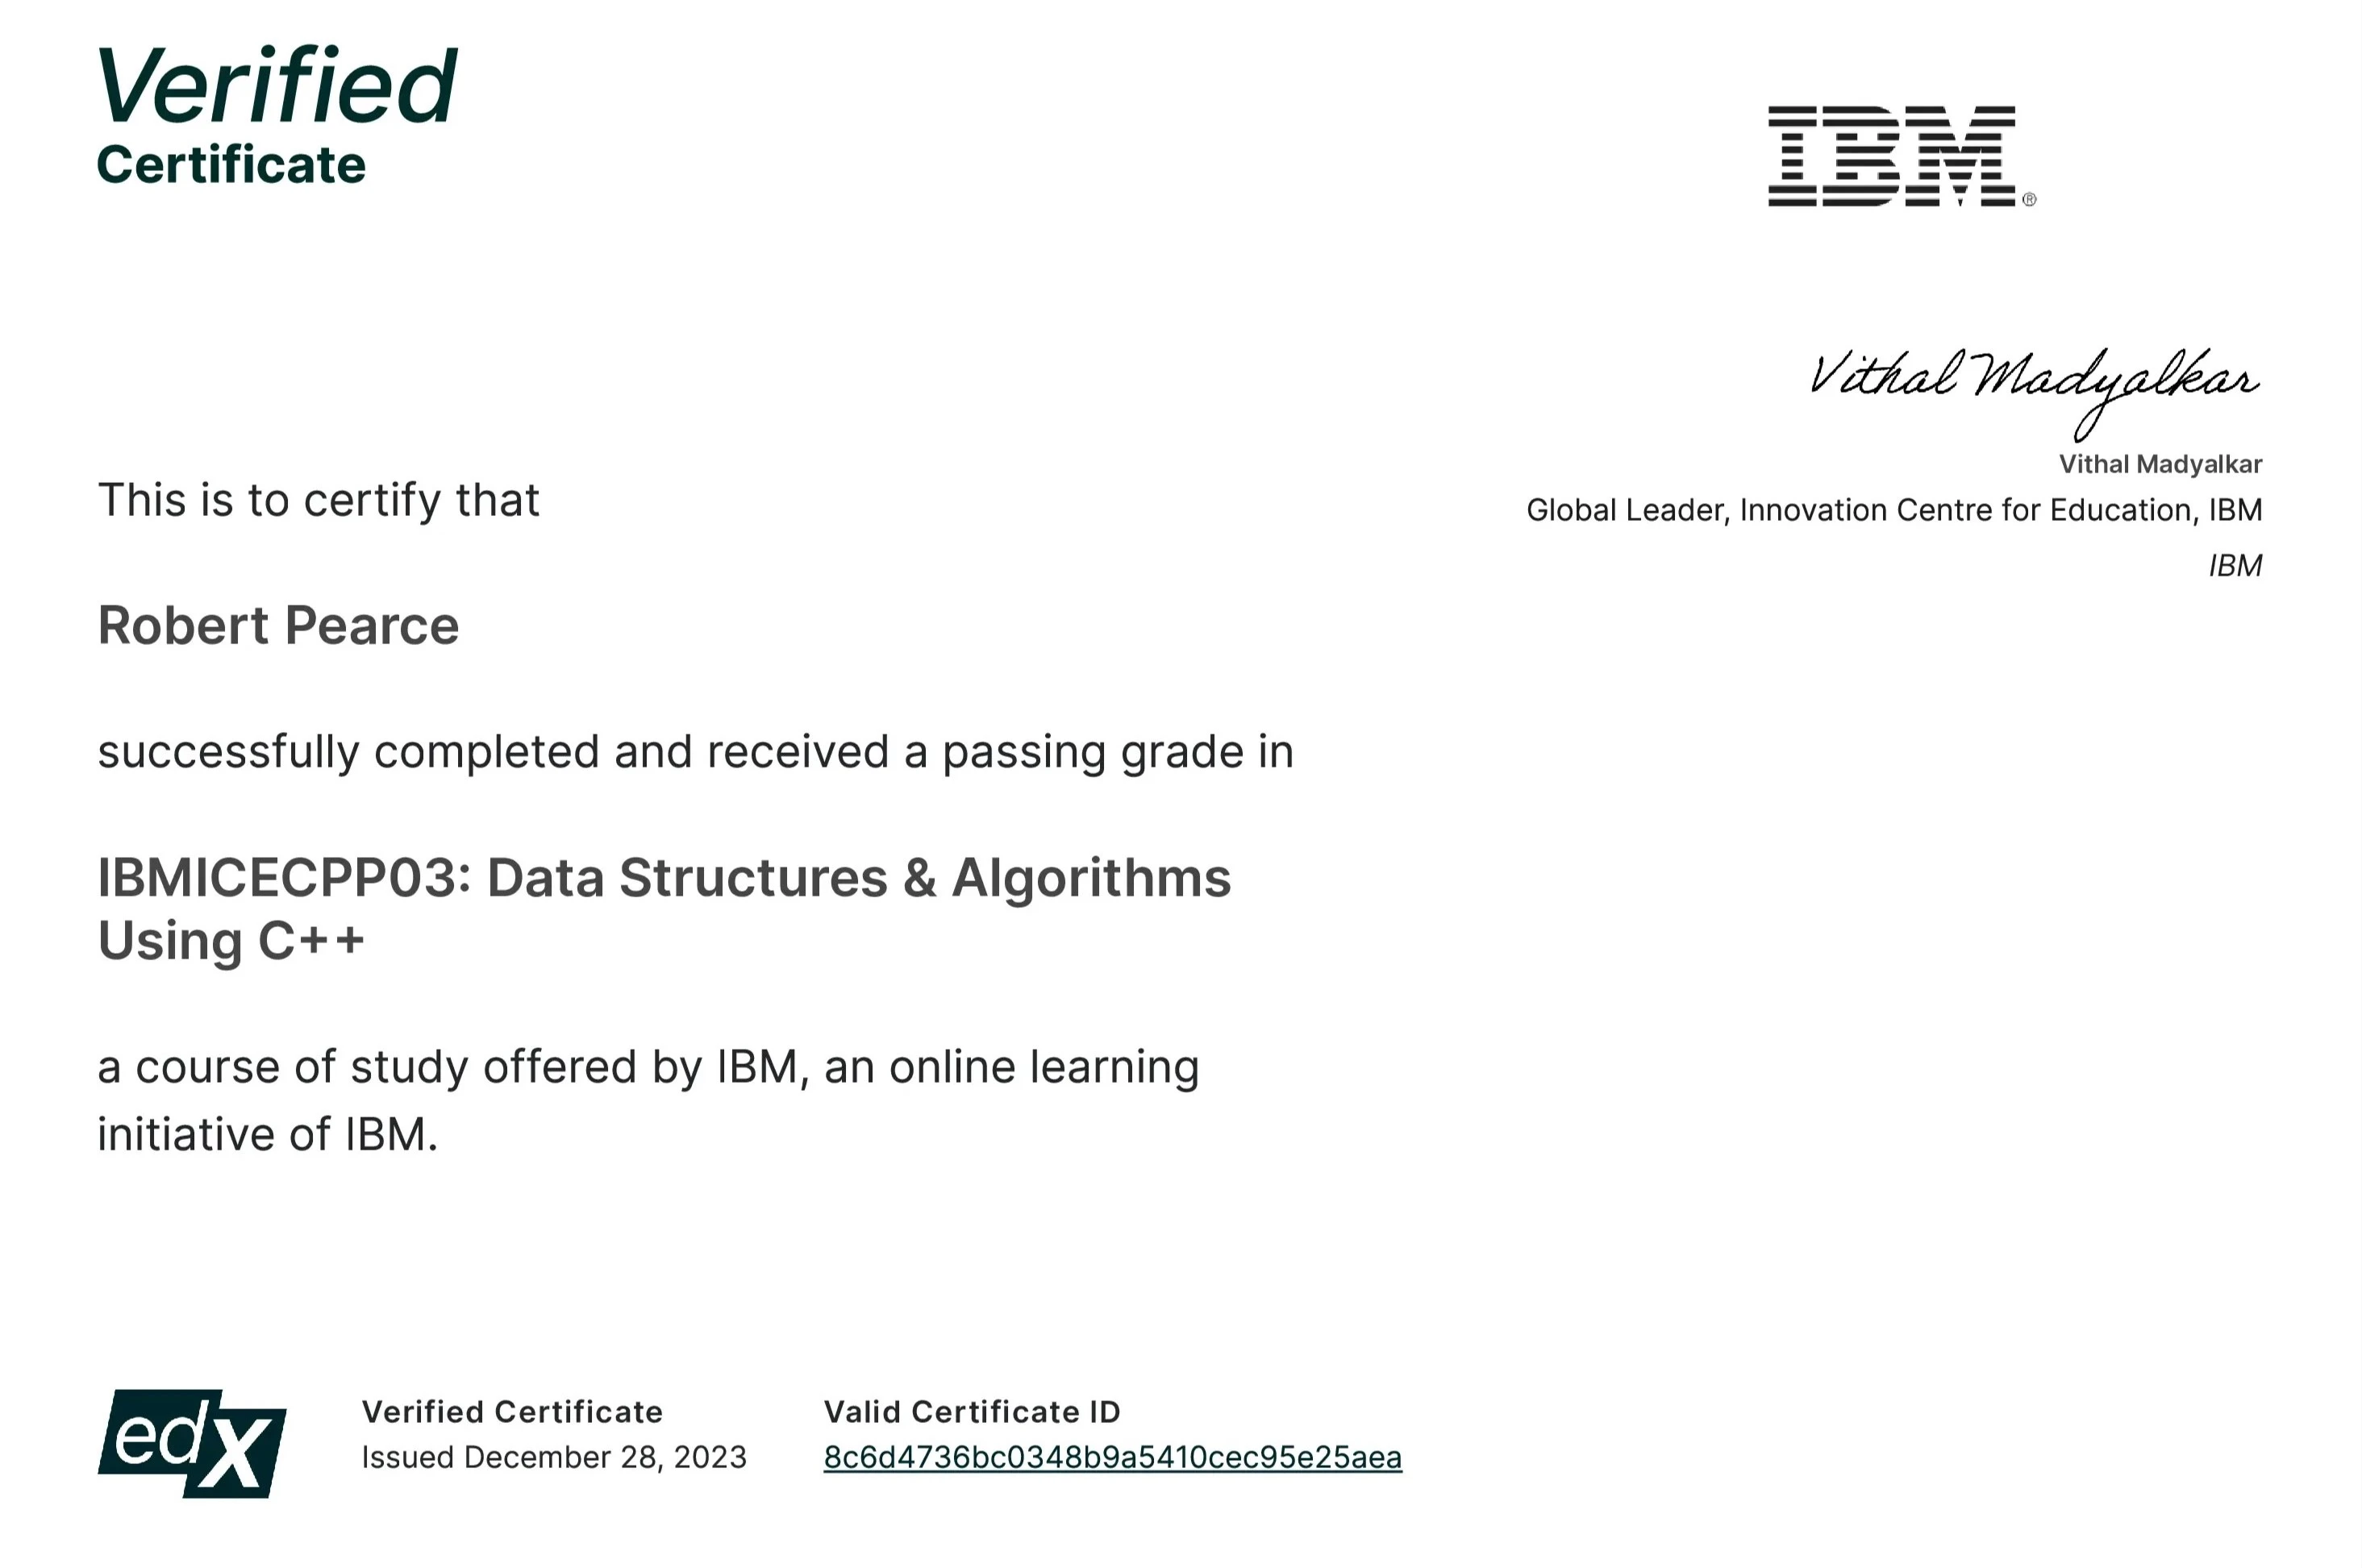 Verified
Certificate
IBM®
Vithal Madyalkar
Vithal Madyalkar
Global Leader, Innovation Centre for Education, IBM
IBM
This is to certify that
Robert Pearce
successfully completed and received a passing grade in
IBMICECPP03: Data Structures & Algorithms
Using C++
a course of study offered by IBM, an online learning
initiative of IBM.
edX
Verified Certificate
Issued December 28, 2023
Valid Certificate ID
8c6d4736bc0348b9a5410cec95e25aea